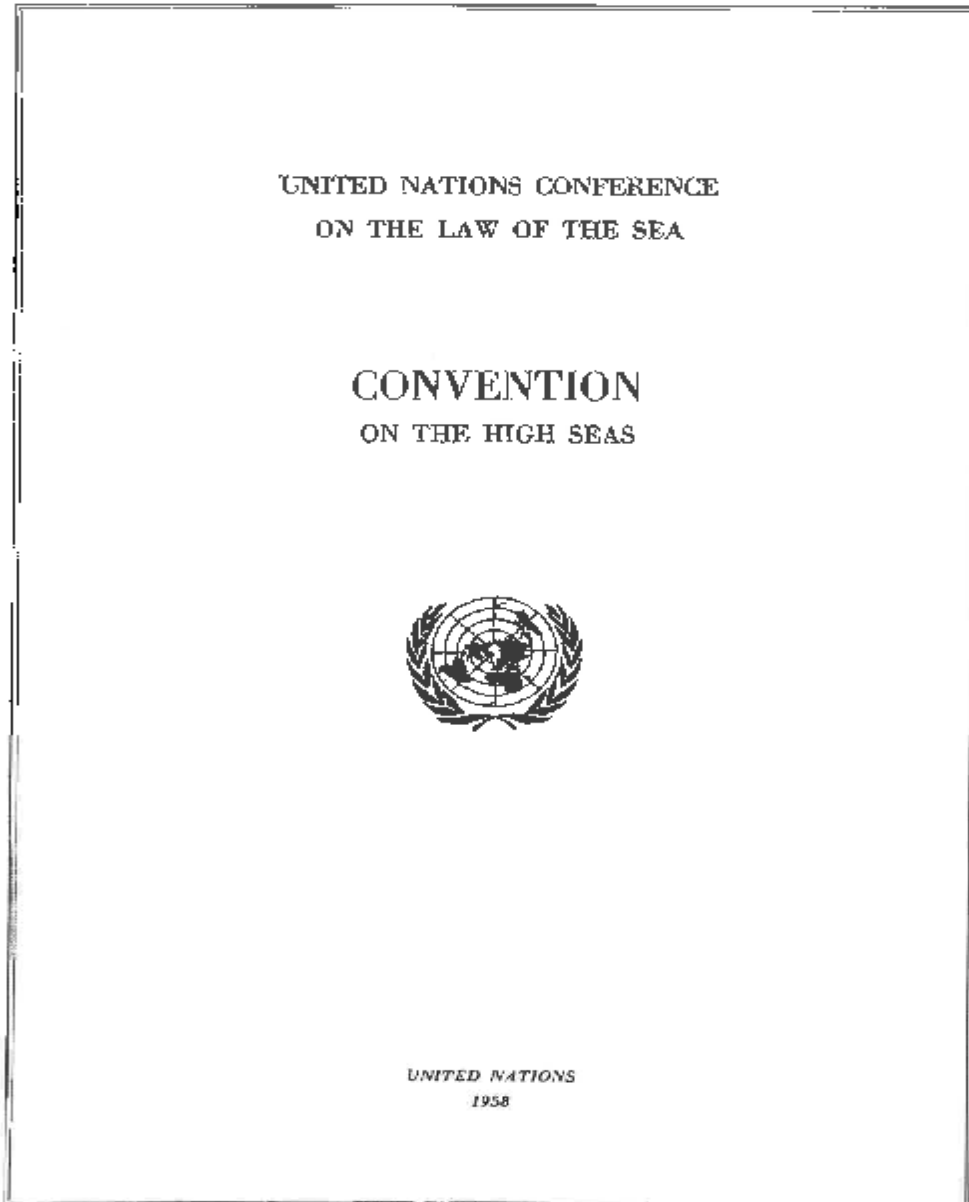 UNITED NATIONS CONFERENCE
ON THE LAW OF THE SEA
CONVENTION
ON THE HIGH SEAS
UNITED NATIONS
1958